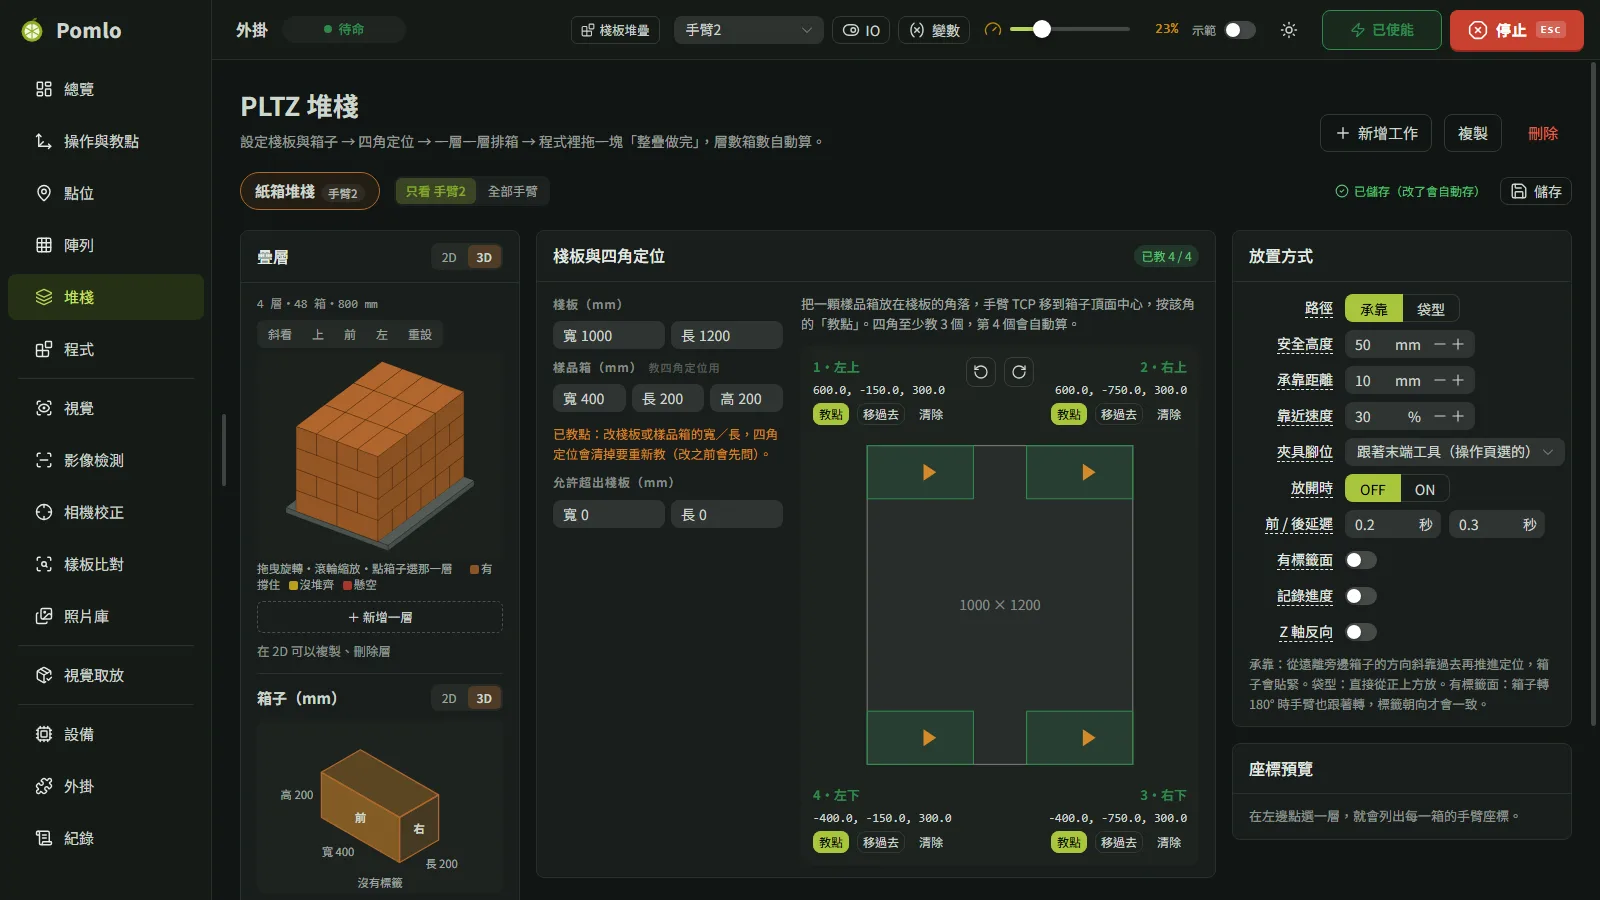 Pomlo
外掛
待命
棧板堆疊
手臂2
IO
變數
23%
示範
已使能
停止 ESC
總覽
操作與教點
點位
陣列
堆棧
程式
視覺
影像檢測
相機校正
樣板比對
照片庫
視覺取放
設備
外掛
紀錄
PLTZ 堆棧
設定棧板與箱子 → 四角定位 → 一層一層排箱 → 程式裡拖一塊「整疊做完」，層數箱數自動算。
新增工作
複製
刪除
紙箱堆棧 手臂2
只看 手臂2
全部手臂
已儲存（改了會自動存）
儲存
疊層
2D 3D
4 層・48 箱・800 mm
斜看 上 前 左 重設
拖曳旋轉・滾輪縮放・點箱子選那一層 有
撐住 沒堆齊 懸空
＋ 新增一層
在 2D 可以複製、刪除層
箱子（mm）
2D 3D
高 200
前
右
寬 400
長 200
沒有標籤
棧板與四角定位
已教 4 / 4
棧板（mm）
寬 1000 長 1200
樣品箱（mm） 教四角定位用
寬 400 長 200 高 200
已教點：改棧板或樣品箱的寬／長，四角
定位會清掉要重新教（改之前會先問）。
允許超出棧板（mm）
寬 0 長 0
把一顆樣品箱放在棧板的角落，手臂 TCP 移到箱子頂面中心，按該角
的「教點」。四角至少教 3 個，第 4 個會自動算。
1・左上
600.0, -150.0, 300.0
教點 移過去 清除
2・右上
600.0, -750.0, 300.0
教點 移過去 清除
1000 × 1200
4・左下
-400.0, -150.0, 300.0
教點 移過去 清除
3・右下
-400.0, -750.0, 300.0
教點 移過去 清除
放置方式
路徑 承靠 袋型
安全高度 50 mm － ＋
承靠距離 10 mm － ＋
靠近速度 30 % － ＋
夾具腳位 跟著末端工具（操作頁選的）
放開時 OFF ON
前 / 後延遲 0.2 秒 0.3 秒
有標籤面
記錄進度
Z 軸反向
承靠：從遠離旁邊箱子的方向斜靠過去再推進定位，箱
子會貼緊。袋型：直接從正上方放。有標籤面：箱子轉
180° 時手臂也跟著轉，標籤朝向才會一致。
座標預覽
在左邊點選一層，就會列出每一箱的手臂座標。